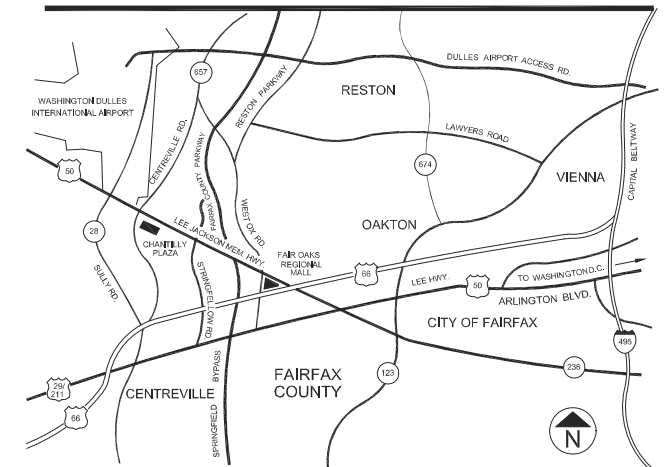 657
DULLES AIRPORT ACCESS RD.
RESTON PARKWAY
RESTON
WASHINGTON DULLES
INTERNATIONAL AIRPORT
CENTREVILLE RD.
LAWYERS ROAD
CAPITAL BELTWAY
50
FAIRFAX COUNTY PARKWAY
674
VIENNA
WEST OX RD.
28
LEE JACKSON MEM. HWY.
OAKTON
CHANTILLY
PLAZA
FAIR OAKS
REGIONAL
MALL
SULLY RD.
STRINGFELLOW RD
66
LEE HWY.
50
TO WASHINGTON D.C.
ARLINGTON BLVD.
CITY OF FAIRFAX
495
29/
211
CENTREVILLE
SPRINGFIELD BYPASS
FAIRFAX
COUNTY
123
236
66
N